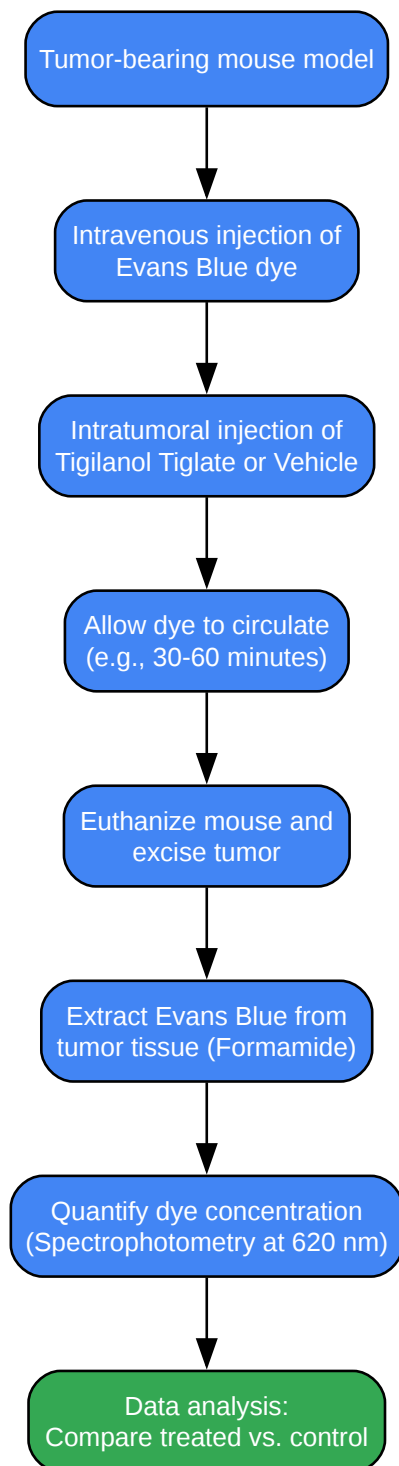 Tumor-bearing mouse model
Intravenous injection of
Evans Blue dye
Intratumoral injection of
Tigilanol Tiglate or Vehicle
Allow dye to circulate
(e.g., 30-60 minutes)
Euthanize mouse and
excise tumor
Extract Evans Blue from
tumor tissue (Formamide)
Quantify dye concentration
(Spectrophotometry at 620 nm)
Data analysis:
Compare treated vs. control